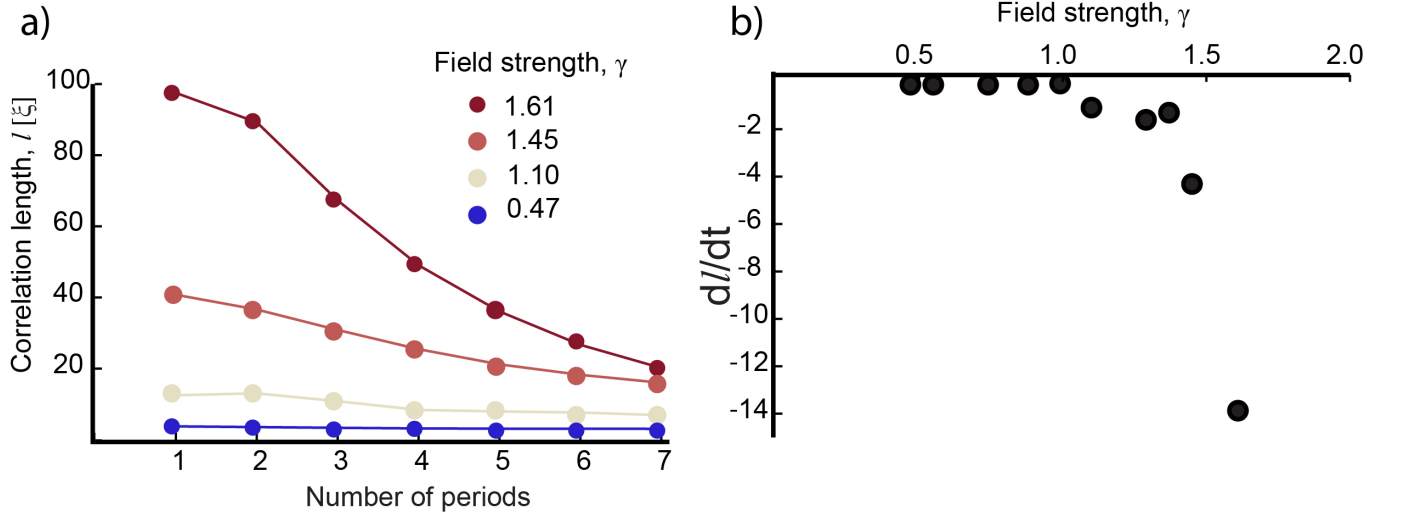 a)
Field strength, γ
1.61
1.45
1.10
0.47
Correlation length, l [ξ]
100
80
60
40
20
1 2 3 4 5 6 7
Number of periods
b)
Field strength, γ
0.5 1.0 1.5 2.0
dl/dt
-2
-4
-6
-8
-10
-12
-14